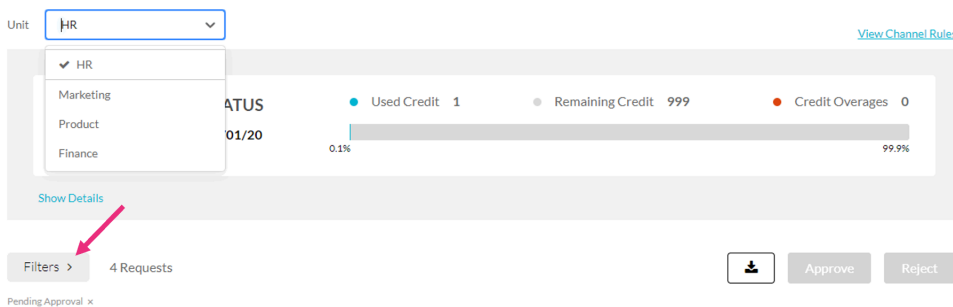 Unit HR
View Channel Rules
HR
Marketing
Product
Finance
ATUS
/01/20
Used Credit 1 Remaining Credit 999 Credit Overages 0
0.1% 99.9%
Show Details
Filters > 4 Requests Approve Reject
Pending Approval ×